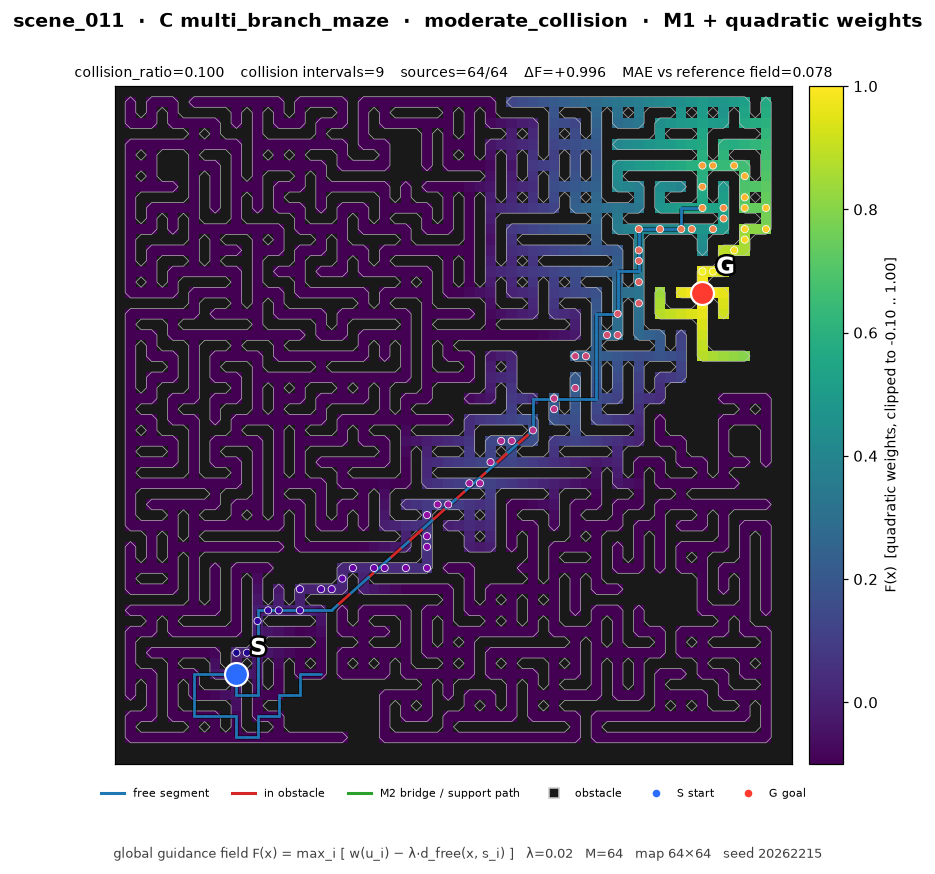 scene_011 · C multi_branch_maze · moderate_collision · M1 + quadratic weights
collision_ratio=0.100 collision intervals=9 sources=64/64 ΔF=+0.996 MAE vs reference field=0.078
1.0
0.8
0.6
0.4
0.2
0.0
F(x) [quadratic weights, clipped to -0.10 .. 1.00]
G
S
free segment in obstacle M2 bridge / support path obstacle S start G goal
global guidance field F(x) = max_i [ w(u_i) − λ·d_free(x, s_i) ] λ=0.02 M=64 map 64×64 seed 20262215